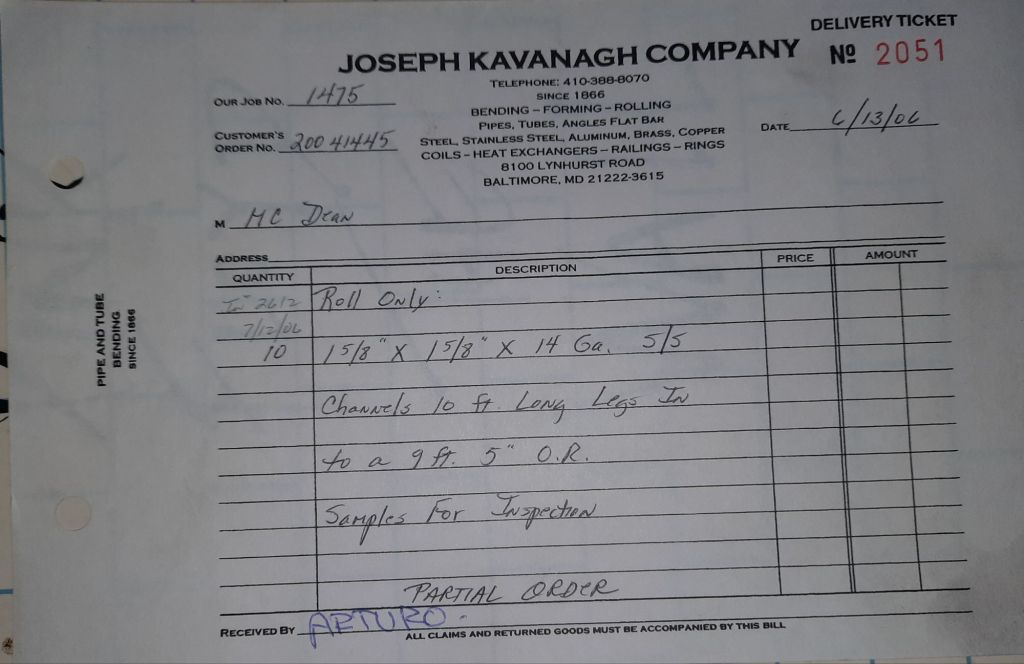 DELIVERY TICKET
JOSEPH KAVANAGH COMPANY
Nº 2051
TELEPHONE: 410-388-8070
SINCE 1866
BENDING – FORMING – ROLLING
PIPES, TUBES, ANGLES FLAT BAR
STEEL, STAINLESS STEEL, ALUMINUM, BRASS, COPPER
COILS – HEAT EXCHANGERS – RAILINGS – RINGS
8100 LYNHURST ROAD
BALTIMORE, MD 21222-3615
OUR JOB NO. 1475
CUSTOMER'S
ORDER NO. 20041445
DATE 6/13/06
M MC Dean
ADDRESS
QUANTITY DESCRIPTION PRICE AMOUNT
2612 Roll Only:
7/12/06
10 1 5/8" X 1 5/8" X 14 Ga. S/S
Channels 10 ft. Long Legs In
to a 9 ft. 5" O.R.
Samples For Inspection
PARTIAL ORDER
RECEIVED BY ARTURO.
ALL CLAIMS AND RETURNED GOODS MUST BE ACCOMPANIED BY THIS BILL
PIPE AND TUBE
BENDING
SINCE 1866